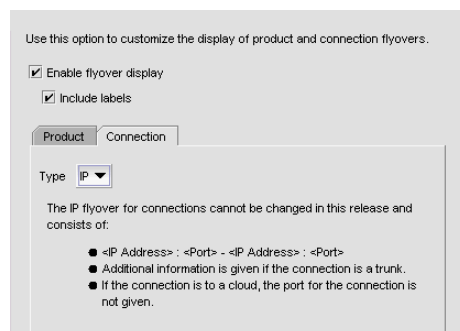 Use this option to customize the display of product and connection flyovers.
Enable flyover display
Include labels
Product Connection
Type IP
The IP flyover for connections cannot be changed in this release and
consists of:
<IP Address> : <Port> - <IP Address> : <Port>
Additional information is given if the connection is a trunk.
If the connection is to a cloud, the port for the connection is
not given.